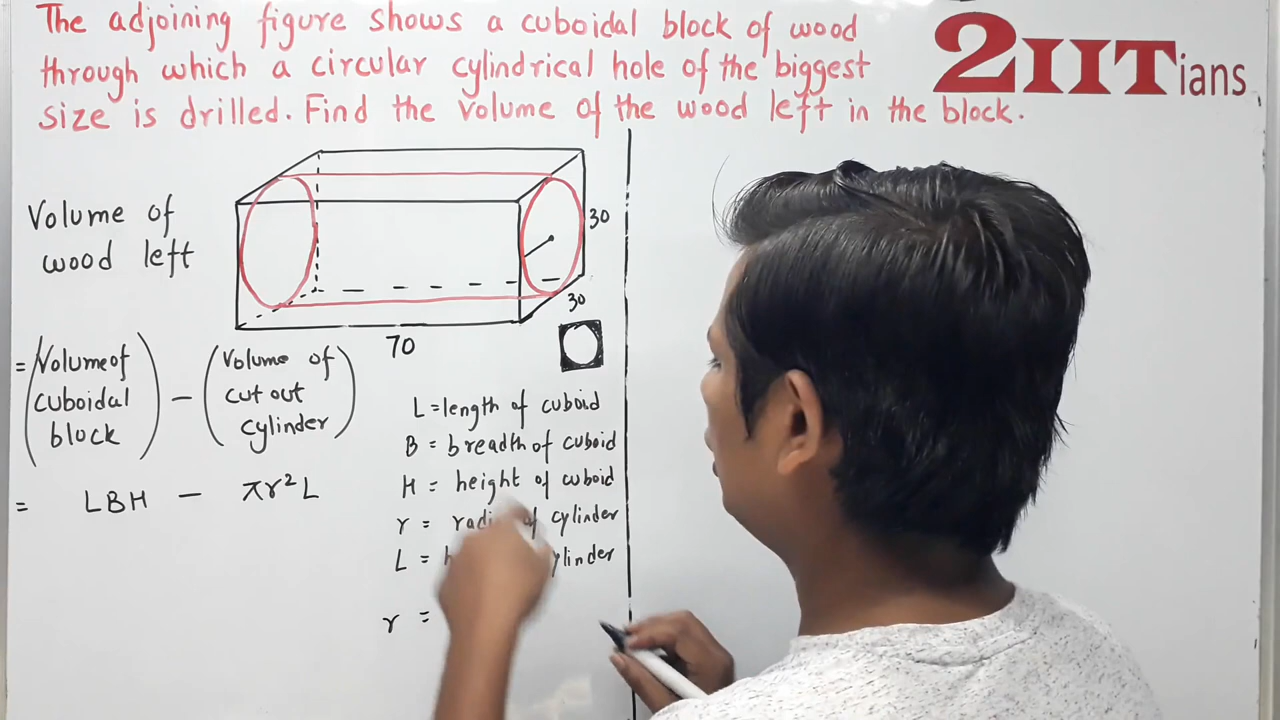 The adjoining figure shows a cuboidal block of wood
through which a circular cylindrical hole of the biggest
size is drilled. Find the volume of the wood left in the block.
2IITians
Volume of
wood left
30
30
70
= (Volume of cuboidal block) - (Volume of cut out cylinder)
L = length of cuboid
B = breadth of cuboid
H = height of cuboid
= LBH - πr²L
r = of cylinder
L = cylinder
r =